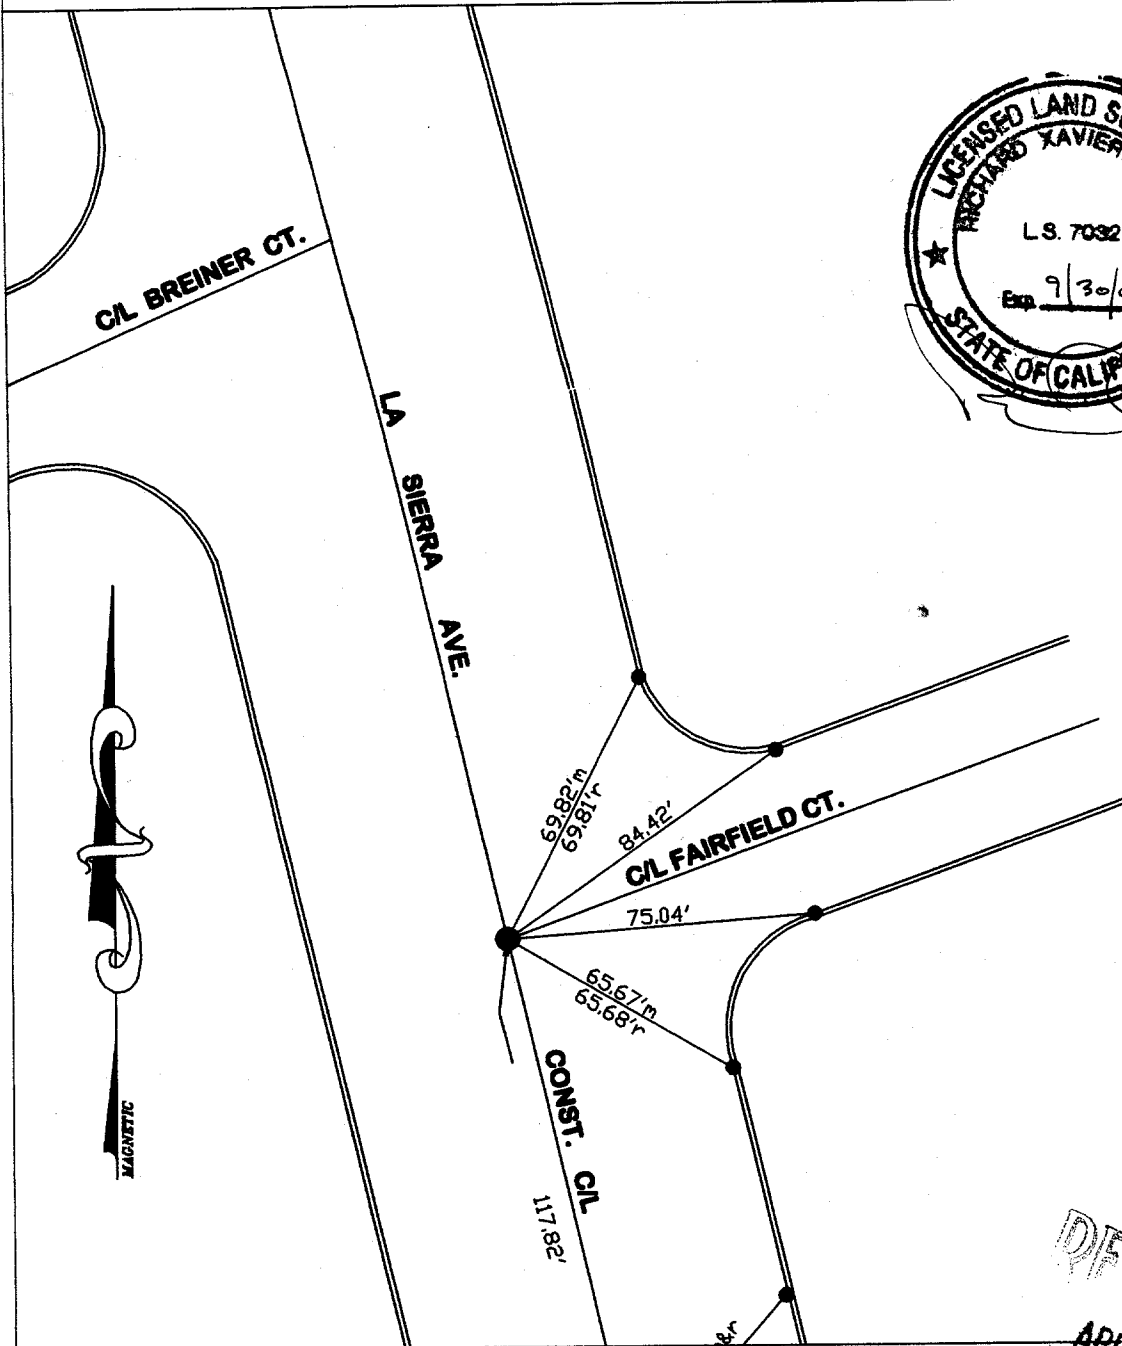 LICENSED LAND
RICHARD XAVIER
L.S. 7032
Exp. 9/30/
STATE OF
C/L BREINER CT.
LA SIERRA AVE.
69.82'm
69.81'r
84.42'
C/L FAIRFIELD CT.
75.04'
65.67'm
65.68'r
CONST. C/L
117.82'
MAGNETIC
&r